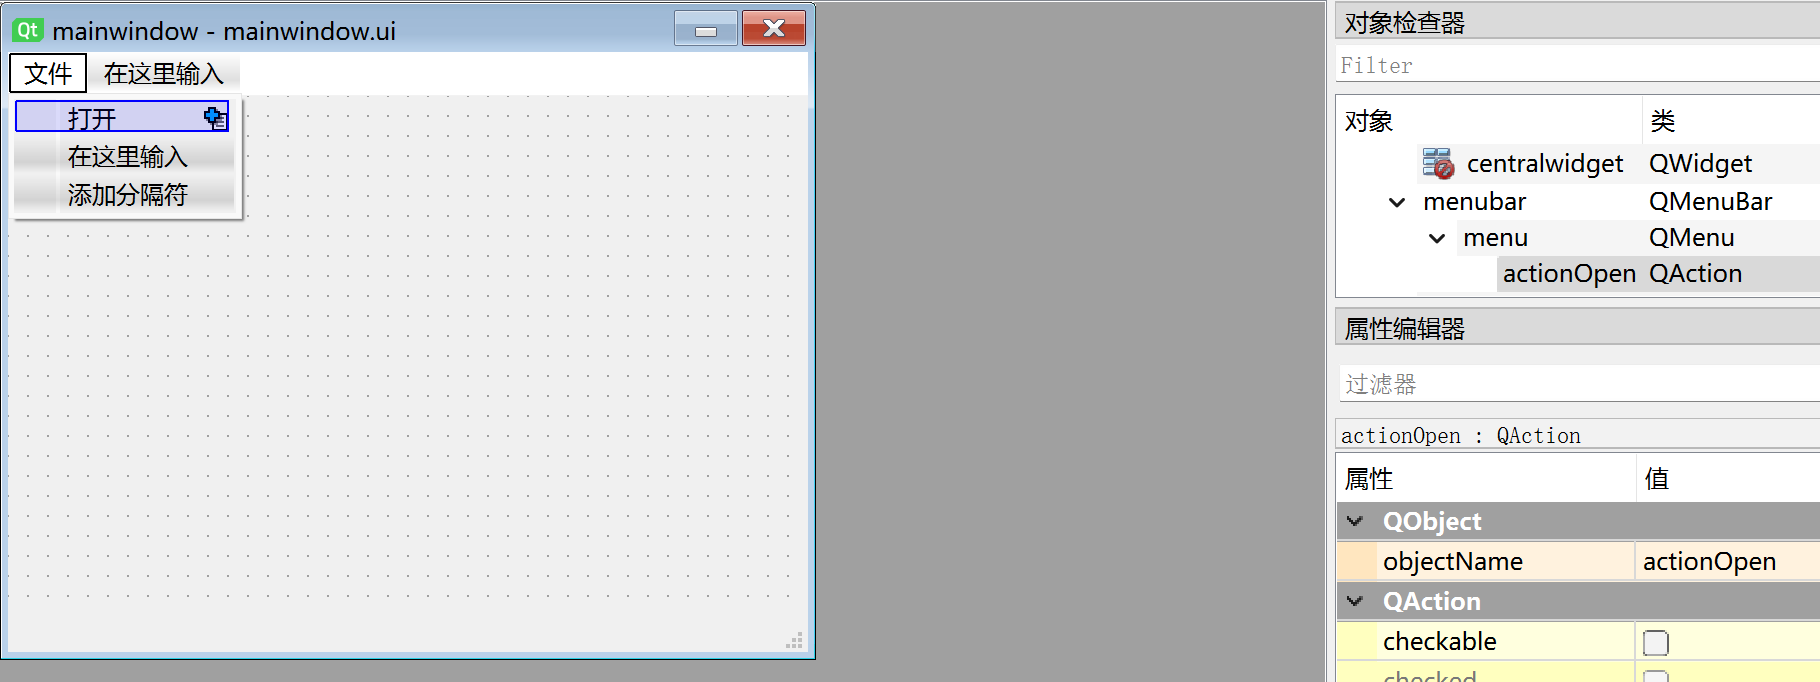 Qt mainwindow - mainwindow.ui
文件 在这里输入
打开
在这里输入
添加分隔符
对象检查器
Filter
对象 类
centralwidget QWidget
menubar QMenuBar
menu QMenu
actionOpen QAction
属性编辑器
过滤器
actionOpen : QAction
属性 值
QObject
objectName actionOpen
QAction
checkable
checked